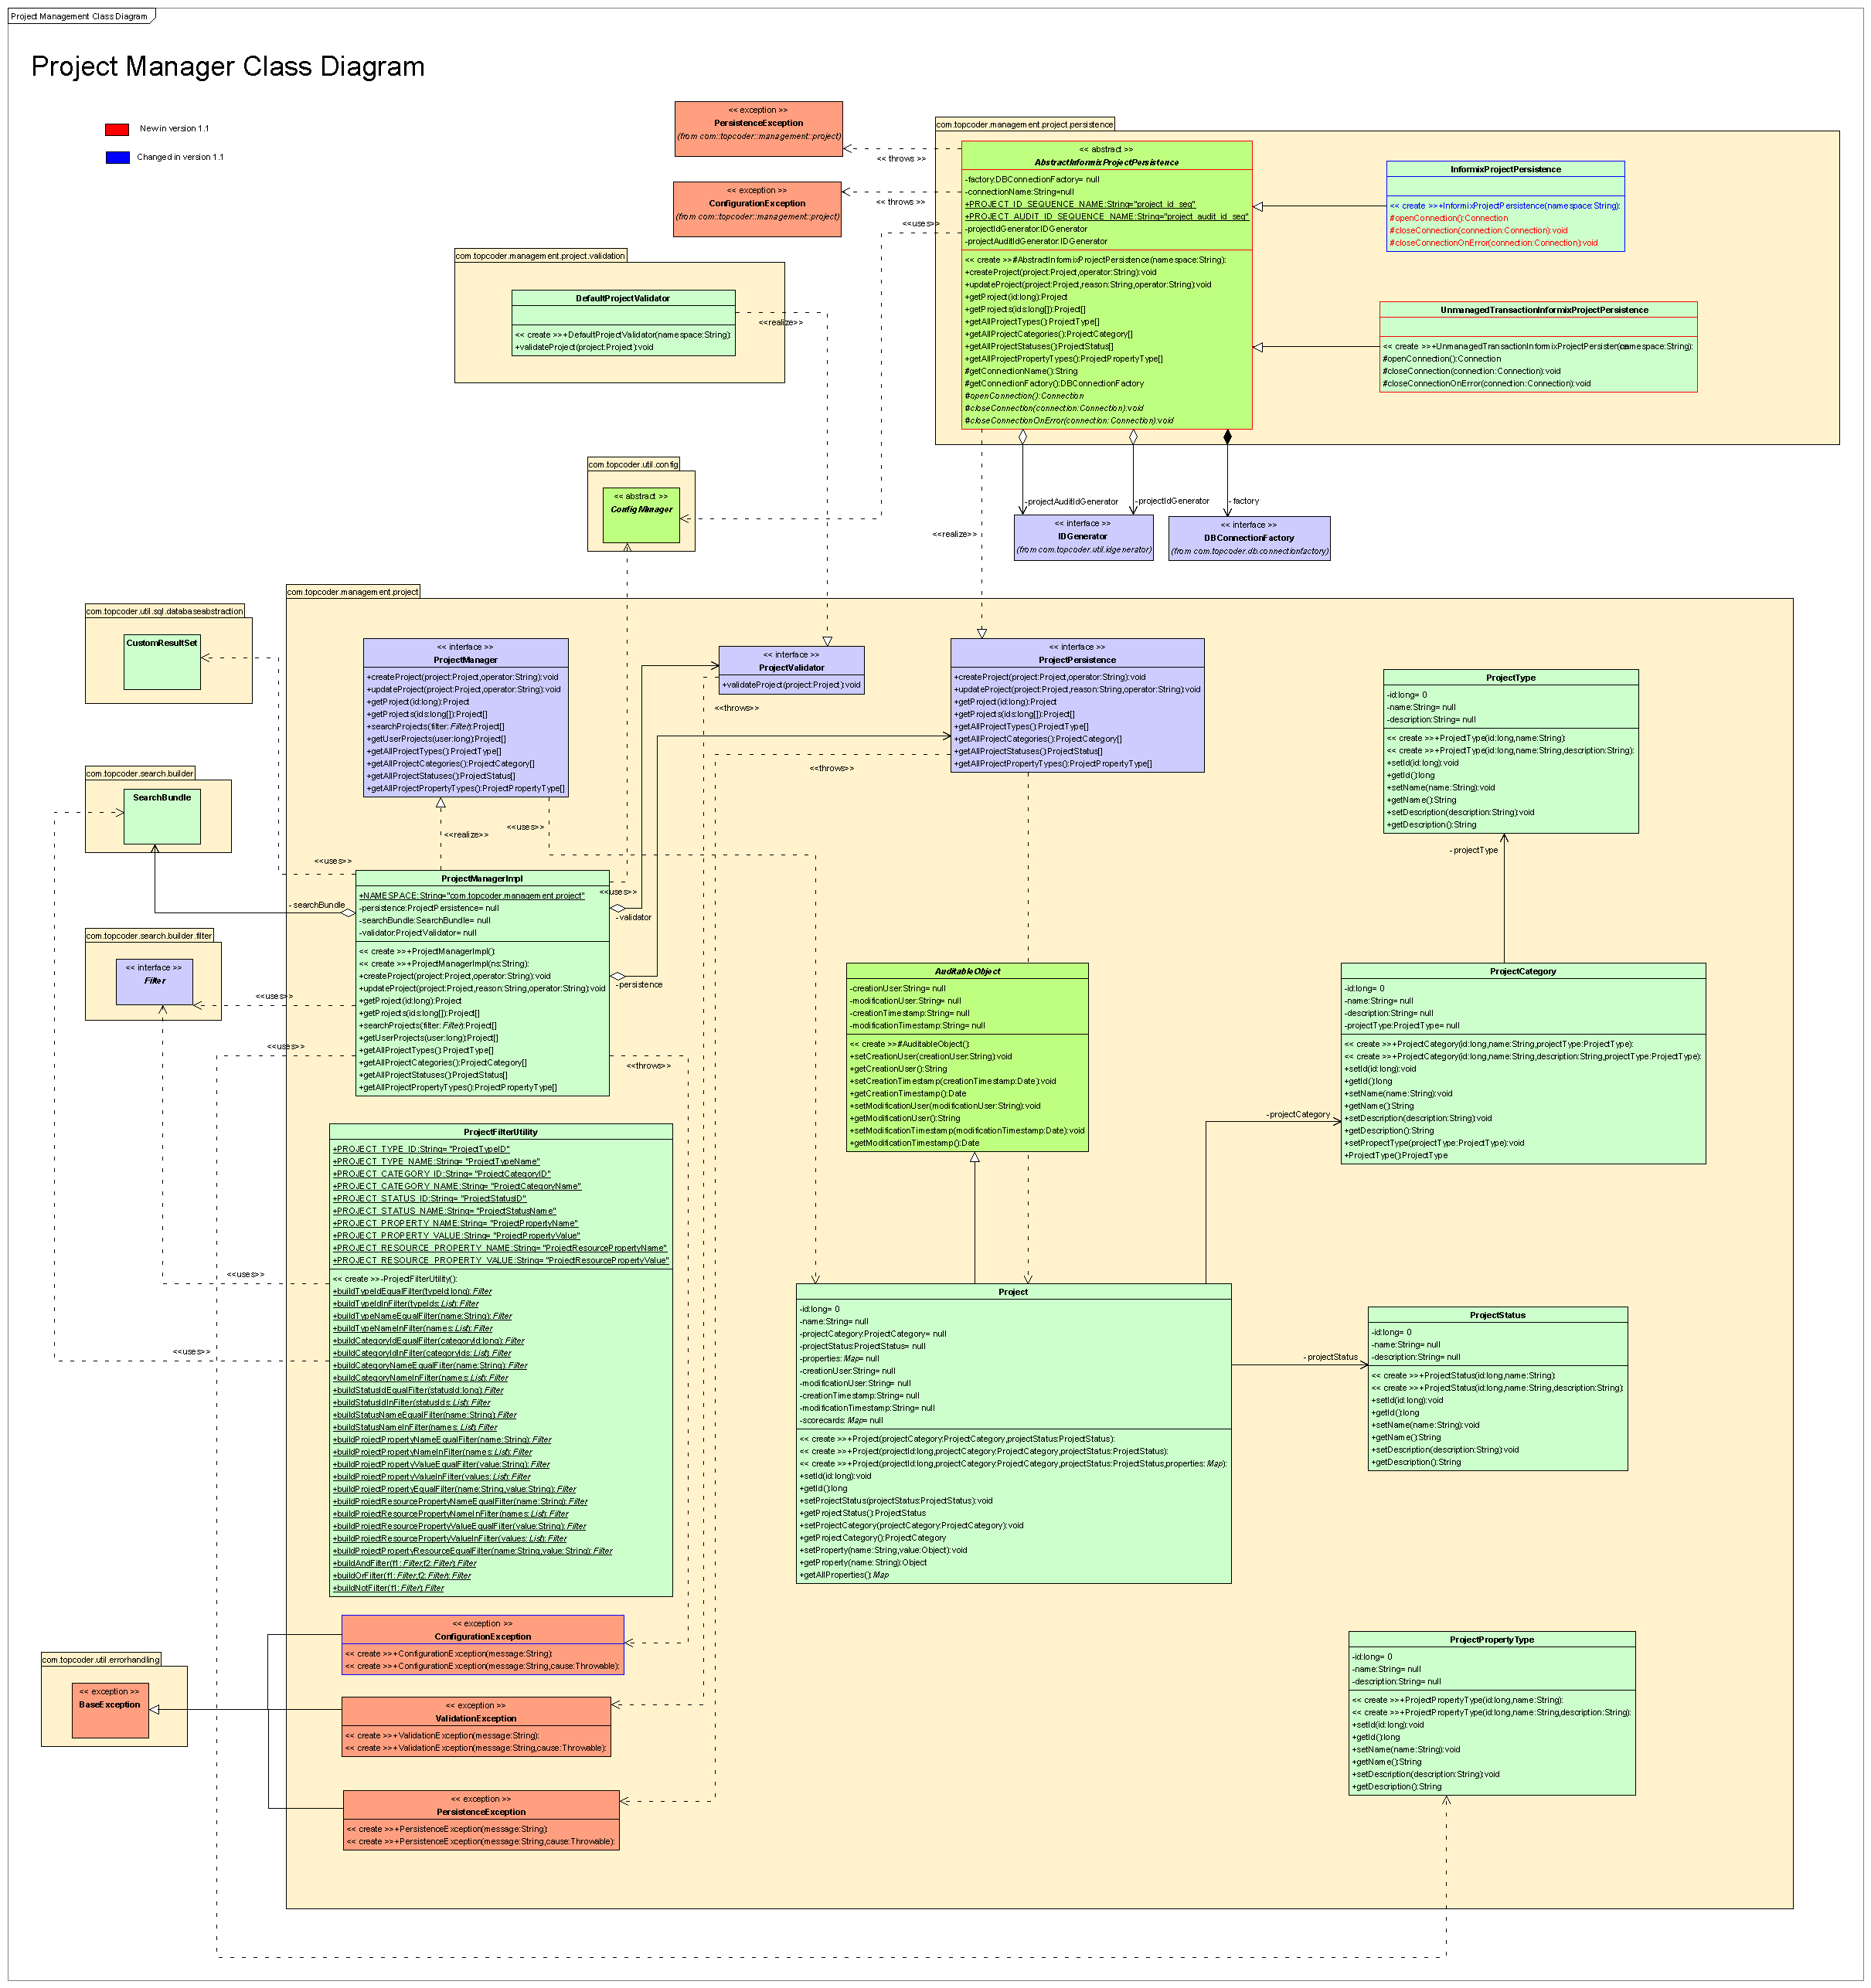 Project Management Class Diagram
Project Manager Class Diagram
New in version 1.1
Changed in version 1.1
<< exception >>
PersistenceException
(from com::topcoder::management::project)
<< throws >>
<< exception >>
ConfigurationException
(from com::topcoder::management::project)
<< throws >>
<<uses>>
com.topcoder.management.project.persistence
<< abstract >>
AbstractInformixProjectPersistence
-factory:DBConnectionFactory= null
-connectionName:String=null
+PROJECT_ID_SEQUENCE_NAME:String="project_id_seq"
+PROJECT_AUDIT_ID_SEQUENCE_NAME:String="project_audit_id_seq"
-projectIdGenerator:IDGenerator
-projectAuditIdGenerator:IDGenerator
<< create >>#AbstractInformixProjectPersistence(namespace:String):
+createProject(project:Project,operator:String):void
+updateProject(project:Project,reason:String,operator:String):void
+getProject(id:long):Project
+getProjects(ids:long[]):Project[]
+getAllProjectTypes():ProjectType[]
+getAllProjectCategories():ProjectCategory[]
+getAllProjectStatuses():ProjectStatus[]
+getAllProjectPropertyTypes():ProjectPropertyType[]
#getConnectionName():String
#getConnectionFactory():DBConnectionFactory
#openConnection():Connection
#closeConnection(connection:Connection):void
#closeConnectionOnError(connection:Connection):void
InformixProjectPersistence
<< create >>+InformixProjectPersistence(namespace:String):
#openConnection():Connection
#closeConnection(connection:Connection):void
#closeConnectionOnError(connection:Connection):void
UnmanagedTransactionInformixProjectPersistence
#openConnection():Connection
#closeConnection(connection:Connection):void
#closeConnectionOnError(connection:Connection):void
com.topcoder.management.project.validation
DefaultProjectValidator
<< create >>+DefaultProjectValidator(namespace:String):
+validateProject(project:Project):void
<<realize>>
com.topcoder.util.config
<< abstract >>
ConfigManager
-projectAuditIdGenerator
-projectIdGenerator
-factory
<< interface >>
IDGenerator
(from com.topcoder.util.idgenerator)
<< interface >>
DBConnectionFactory
(from com.topcoder.db.connectionfactory)
<<realize>>
com.topcoder.management.project
com.topcoder.util.sql.databaseabstraction
CustomResultSet
<< interface >>
ProjectManager
+createProject(project:Project,operator:String):void
+updateProject(project:Project,operator:String):void
+getProject(id:long):Project
+getProjects(ids:long[]):Project[]
+searchProjects(filter:Filter):Project[]
+getUserProjects(user:long):Project[]
+getAllProjectTypes():ProjectType[]
+getAllProjectCategories():ProjectCategory[]
+getAllProjectStatuses():ProjectStatus[]
+getAllProjectPropertyTypes():ProjectPropertyType[]
<< interface >>
ProjectValidator
+validateProject(project:Project):void
<<throws>>
<< interface >>
ProjectPersistence
+createProject(project:Project,operator:String):void
+updateProject(project:Project,reason:String,operator:String):void
+getProject(id:long):Project
+getProjects(ids:long[]):Project[]
+getAllProjectTypes():ProjectType[]
+getAllProjectCategories():ProjectCategory[]
+getAllProjectStatuses():ProjectStatus[]
+getAllProjectPropertyTypes():ProjectPropertyType[]
<<throws>>
ProjectType
-id:long= 0
-name:String= null
-description:String= null
<< create >>+ProjectType(id:long,name:String):
<< create >>+ProjectType(id:long,name:String,description:String):
+setId(id:long):void
+getId():long
+setName(name:String):void
+getName():String
+setDescription(description:String):void
+getDescription():String
-projectType
com.topcoder.search.builder
SearchBundle
<<realize>>
<<uses>>
<<uses>>
<<uses>>
-searchBundle
-validator
-persistence
ProjectManagerImpl
+NAMESPACE:String="com.topcoder.management.project"
-persistence:ProjectPersistence= null
-searchBundle:SearchBundle= null
-validator:ProjectValidator= null
<< create >>+ProjectManagerImpl():
<< create >>+ProjectManagerImpl(ns:String):
+createProject(project:Project,operator:String):void
+updateProject(project:Project,reason:String,operator:String):void
+getProject(id:long):Project
+getProjects(ids:long[]):Project[]
+searchProjects(filter:Filter):Project[]
+getUserProjects(user:long):Project[]
+getAllProjectTypes():ProjectType[]
+getAllProjectCategories():ProjectCategory[]
+getAllProjectStatuses():ProjectStatus[]
+getAllProjectPropertyTypes():ProjectPropertyType[]
com.topcoder.search.builder.filter
<< interface >>
Filter
<<uses>>
<<uses>>
<<throws>>
AuditableObject
-creationUser:String= null
-modificationUser:String= null
-creationTimestamp:String= null
-modificationTimestamp:String= null
<< create >>#AuditableObject():
+setCreationUser(creationUser:String):void
+getCreationUser():String
+setCreationTimestamp(creationTimestamp:Date):void
+getCreationTimestamp():Date
+setModificationUser(modificationUser:String):void
+getModificationUser():String
+setModificationTimestamp(modificationTimestamp:Date):void
+getModificationTimestamp():Date
ProjectCategory
-id:long= 0
-name:String= null
-description:String= null
-projectType:ProjectType= null
<< create >>+ProjectCategory(id:long,name:String,projectType:ProjectType):
<< create >>+ProjectCategory(id:long,name:String,description:String,projectType:ProjectType):
+setId(id:long):void
+getId():long
+setName(name:String):void
+getName():String
+setDescription(description:String):void
+getDescription():String
+setPropectType(projectType:ProjectType):void
+ProjectType():ProjectType
-projectCategory
ProjectFilterUtility
+PROJECT_TYPE_ID:String= "ProjectTypeID"
+PROJECT_TYPE_NAME:String= "ProjectTypeName"
+PROJECT_CATEGORY_ID:String= "ProjectCategoryID"
+PROJECT_CATEGORY_NAME:String= "ProjectCategoryName"
+PROJECT_STATUS_ID:String= "ProjectStatusID"
+PROJECT_STATUS_NAME:String= "ProjectStatusName"
+PROJECT_PROPERTY_NAME:String= "ProjectPropertyName"
+PROJECT_PROPERTY_VALUE:String= "ProjectPropertyValue"
+PROJECT_RESOURCE_PROPERTY_NAME:String= "ProjectResourcePropertyName"
+PROJECT_RESOURCE_PROPERTY_VALUE:String= "ProjectResourcePropertyValue"
<< create >>-ProjectFilterUtility():
+buildTypeIdEqualFilter(typeId:long):Filter
+buildTypeIdInFilter(typeIds:List):Filter
+buildTypeNameEqualFilter(name:String):Filter
+buildTypeNameInFilter(names:List):Filter
+buildCategoryIdEqualFilter(categoryId:long):Filter
+buildCategoryIdInFilter(categoryIds:List):Filter
+buildCategoryNameEqualFilter(name:String):Filter
+buildCategoryNameInFilter(names:List):Filter
+buildStatusIdEqualFilter(statusId:long):Filter
+buildStatusIdInFilter(statusIds:List):Filter
+buildStatusNameEqualFilter(name:String):Filter
+buildStatusNameInFilter(names:List):Filter
+buildProjectPropertyNameEqualFilter(name:String):Filter
+buildProjectPropertyNameInFilter(names:List):Filter
+buildProjectPropertyValueEqualFilter(value:String):Filter
+buildProjectPropertyValueInFilter(values:List):Filter
+buildProjectPropertyEqualFilter(name:String,value:String):Filter
+buildProjectResourcePropertyNameEqualFilter(name:String):Filter
+buildProjectResourcePropertyNameInFilter(names:List):Filter
+buildProjectResourcePropertyValueEqualFilter(value:String):Filter
+buildProjectResourcePropertyValueInFilter(values:List):Filter
+buildProjectPropertyResourceEqualFilter(name:String,value:String):Filter
+buildAndFilter(f1:Filter,f2:Filter):Filter
+buildOrFilter(f1:Filter,f2:Filter):Filter
+buildNotFilter(f1:Filter):Filter
<<uses>>
<<uses>>
Project
-id:long= 0
-name:String= null
-projectCategory:ProjectCategory= null
-projectStatus:ProjectStatus= null
-properties:Map= null
-creationUser:String= null
-modificationUser:String= null
-creationTimestamp:String= null
-modificationTimestamp:String= null
-scorecards:Map= null
<< create >>+Project(projectCategory:ProjectCategory,projectStatus:ProjectStatus):
<< create >>+Project(projectId:long,projectCategory:ProjectCategory,projectStatus:ProjectStatus):
<< create >>+Project(projectId:long,projectCategory:ProjectCategory,projectStatus:ProjectStatus,properties:Map):
+setId(id:long):void
+getId():long
+setProjectStatus(projectStatus:ProjectStatus):void
+getProjectStatus():ProjectStatus
+setProjectCategory(projectCategory:ProjectCategory):void
+getProjectCategory():ProjectCategory
+setProperty(name:String,value:Object):void
+getProperty(name:String):Object
+getAllProperties():Map
-projectStatus
ProjectStatus
-id:long= 0
-name:String= null
-description:String= null
<< create >>+ProjectStatus(id:long,name:String):
<< create >>+ProjectStatus(id:long,name:String,description:String):
+setId(id:long):void
+getId():long
+setName(name:String):void
+getName():String
+setDescription(description:String):void
+getDescription():String
<< exception >>
ConfigurationException
<< create >>+ConfigurationException(message:String):
<< create >>+ConfigurationException(message:String,cause:Throwable):
com.topcoder.util.errorhandling
<< exception >>
BaseException
<< exception >>
ValidationException
<< create >>+ValidationException(message:String):
<< create >>+ValidationException(message:String,cause:Throwable):
<< exception >>
PersistenceException
<< create >>+PersistenceException(message:String):
<< create >>+PersistenceException(message:String,cause:Throwable):
ProjectPropertyType
-id:long= 0
-name:String= null
-description:String= null
<< create >>+ProjectPropertyType(id:long,name:String):
<< create >>+ProjectPropertyType(id:long,name:String,description:String):
+setId(id:long):void
+getId():long
+setName(name:String):void
+getName():String
+setDescription(description:String):void
+getDescription():String